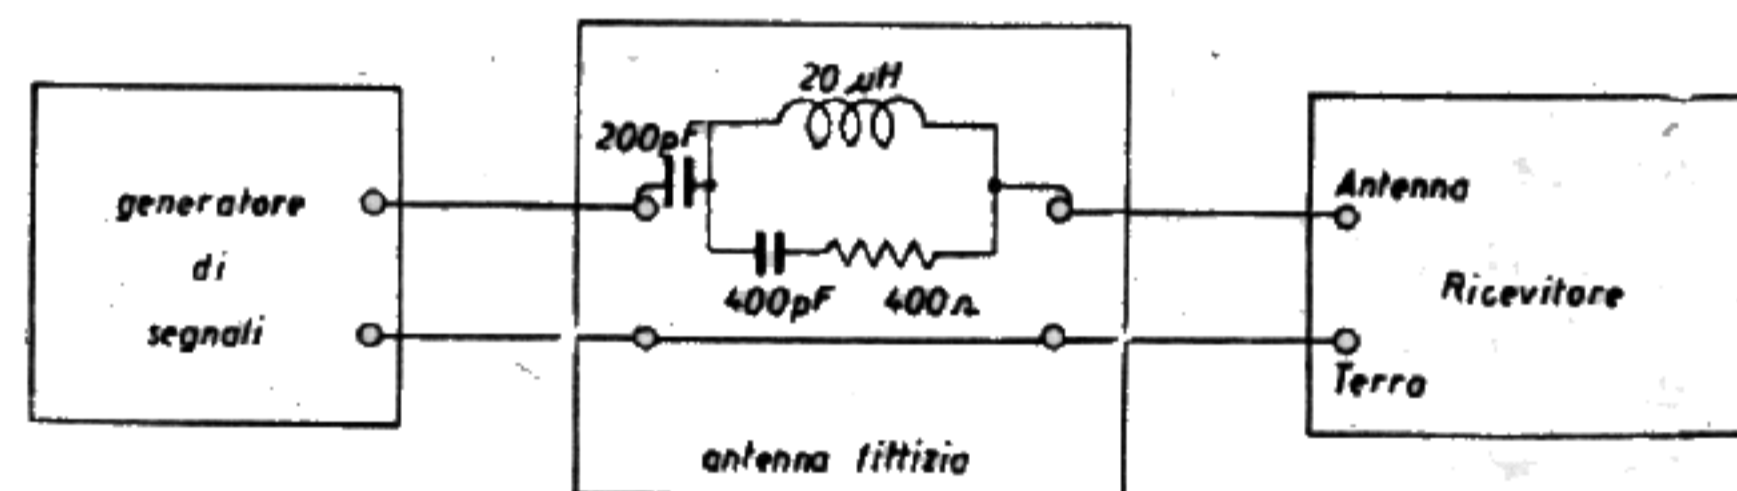 generatore
di
segnali
200pF
20 µH
400pF
400Ω
antenna fittizia
Antenna
Ricevitore
Terra